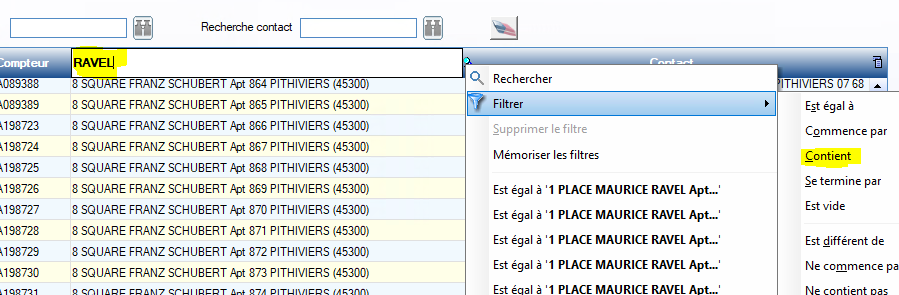 Recherche contact
Compteur RAVEL Contact
A089388 8 SQUARE FRANZ SCHUBERT Apt 864 PITHIVIERS (45300) PITHIVIERS 07 68
A089389 8 SQUARE FRANZ SCHUBERT Apt 865 PITHIVIERS (45300)
A198723 8 SQUARE FRANZ SCHUBERT Apt 866 PITHIVIERS (45300)
A198724 8 SQUARE FRANZ SCHUBERT Apt 867 PITHIVIERS (45300)
A198725 8 SQUARE FRANZ SCHUBERT Apt 868 PITHIVIERS (45300)
A198726 8 SQUARE FRANZ SCHUBERT Apt 869 PITHIVIERS (45300)
A198727 8 SQUARE FRANZ SCHUBERT Apt 870 PITHIVIERS (45300)
A198728 8 SQUARE FRANZ SCHUBERT Apt 871 PITHIVIERS (45300)
A198729 8 SQUARE FRANZ SCHUBERT Apt 872 PITHIVIERS (45300)
A198730 8 SQUARE FRANZ SCHUBERT Apt 873 PITHIVIERS (45300)
A198731 8 SQUARE FRANZ SCHUBERT Apt 874 PITHIVIERS (45300)
Rechercher
Filtrer
Supprimer le filtre
Mémoriser les filtres
Est égal à '1 PLACE MAURICE RAVEL Apt...'
Est égal à '1 PLACE MAURICE RAVEL Apt...'
Est égal à '1 PLACE MAURICE RAVEL Apt...'
Est égal à '1 PLACE MAURICE RAVEL Apt...'
Est égal à '1 PLACE MAURICE RAVEL Apt...'
Est égal à
Commence par
Contient
Se termine par
Est vide
Est différent de
Ne commence pa
Ne contient pas